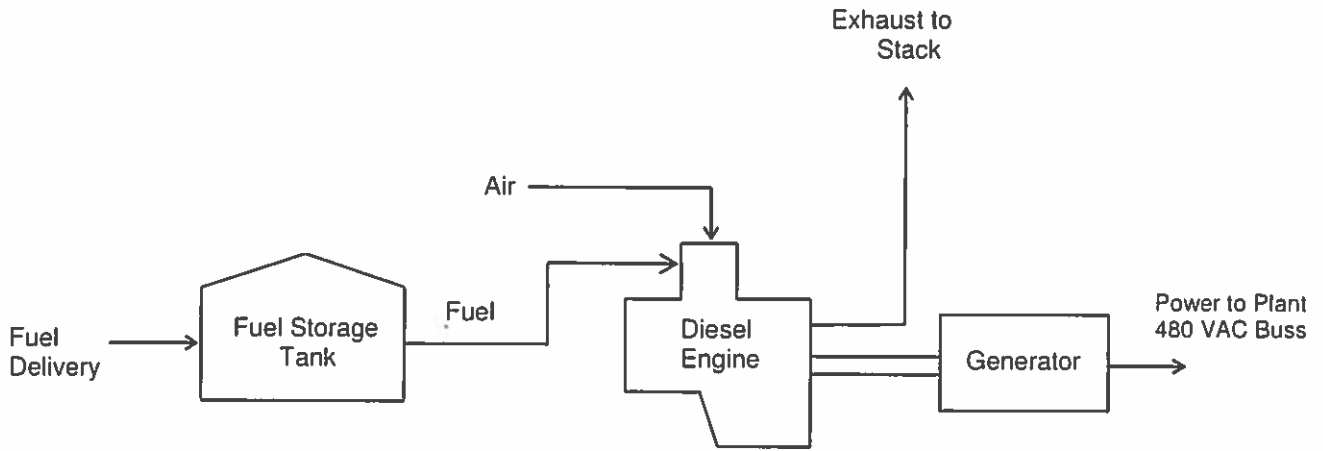 Exhaust to
Stack
Air
Fuel
Fuel Storage
Tank
Fuel
Delivery
Diesel
Engine
Generator
Power to Plant
480 VAC Buss